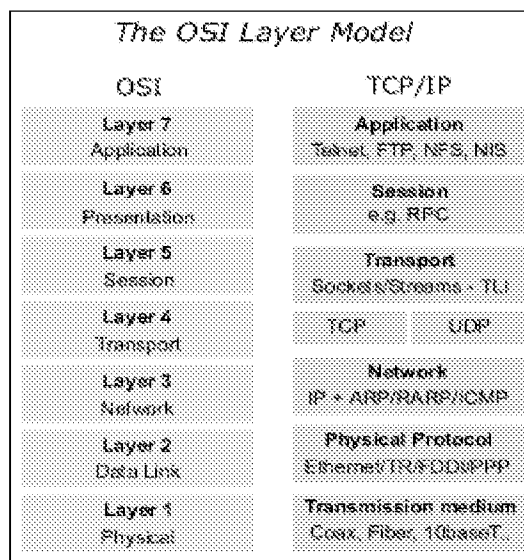 The OSI Layer Model
OSI
Layer 7
Application
Layer 6
Presentation
Layer 5
Session
Layer 4
Transport
Layer 3
Network
Layer 2
Data Link
Layer 1
Physical
TCP/IP
Application
Telnet, FTP, NFS, NIS
Session
e.g. RPC
Transport
Sockets/Streams - TLI
TCP
UDP
Network
IP + ARP/RARP/ICMP
Physical Protocol
Ethernet/TR/FDDI/PPP
Transmission medium
Coax, Fiber, 10baseT..